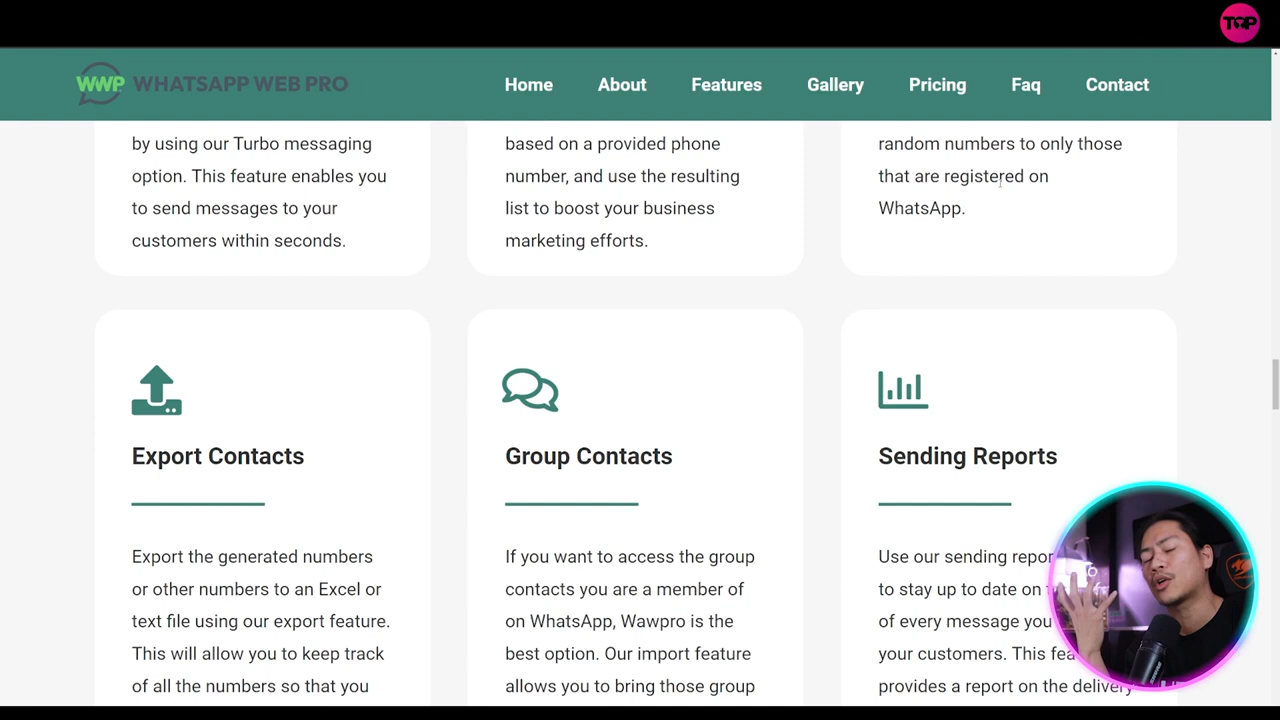 TOP
WWP WHATSAPP WEB PRO
Home About Features Gallery Pricing Faq Contact
by using our Turbo messaging
option. This feature enables you
to send messages to your
customers within seconds.
based on a provided phone
number, and use the resulting
list to boost your business
marketing efforts.
random numbers to only those
that are registered on
WhatsApp.
Export Contacts
Export the generated numbers
or other numbers to an Excel or
text file using our export feature.
This will allow you to keep track
of all the numbers so that you
Group Contacts
If you want to access the group
contacts you are a member of
on WhatsApp, Wawpro is the
best option. Our import feature
allows you to bring those group
Sending Reports
Use our sending repor
to stay up to date on
of every message you
your customers. This fea
provides a report on the delivery